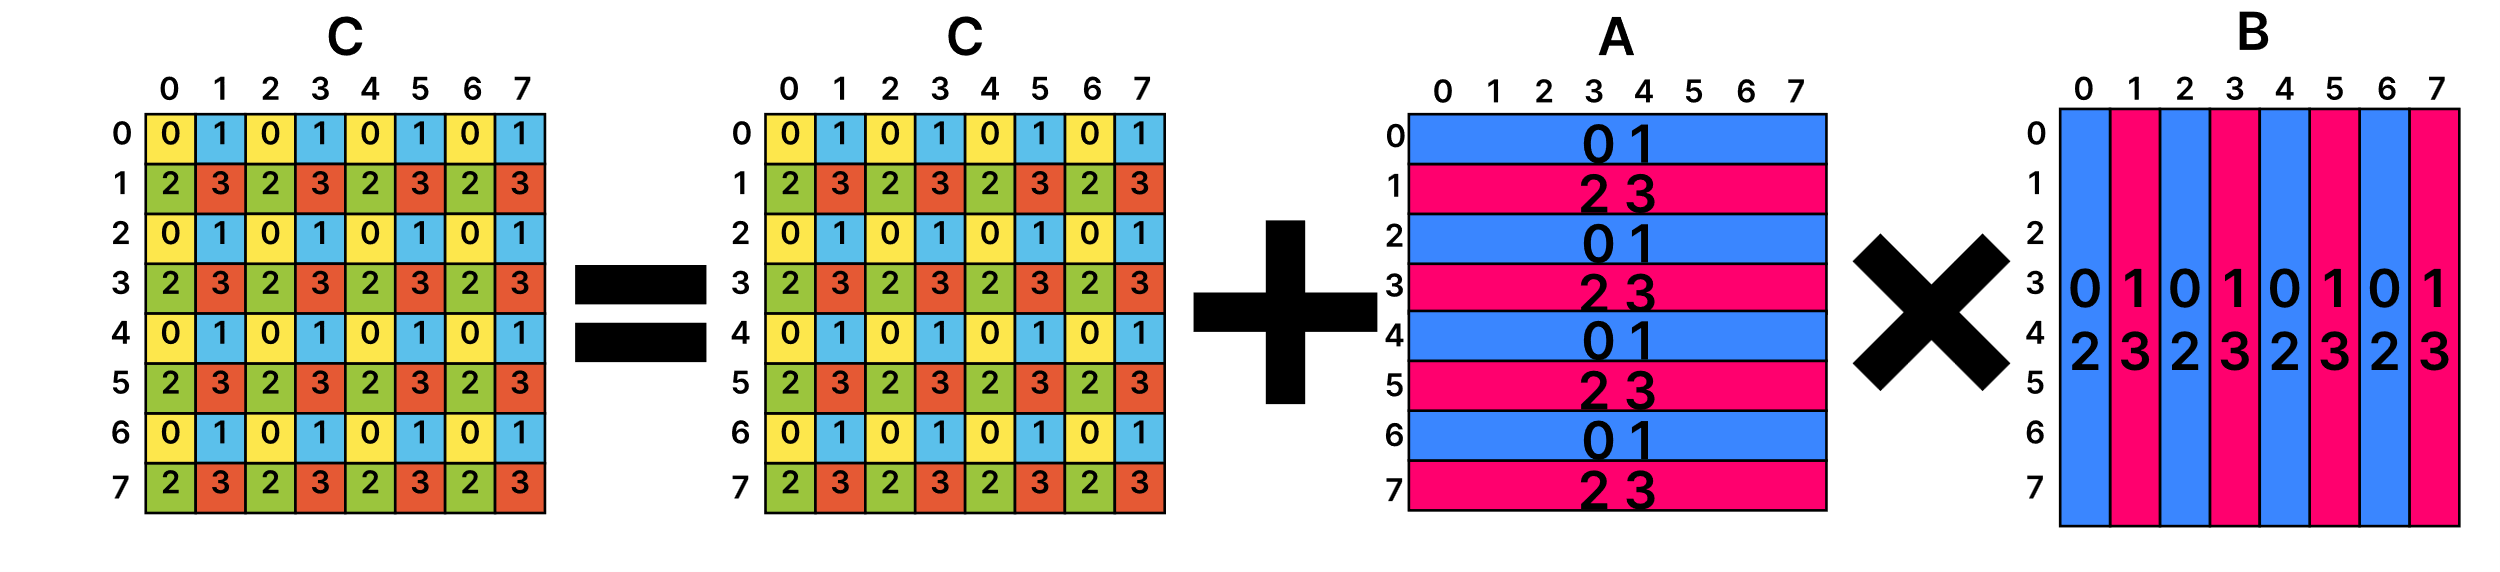 C C A B
0 1 2 3 4 5 6 7 0 1 2 3 4 5 6 7 0 1 2 3 4 5 6 7 0 1 2 3 4 5 6 7
0 0 1 0 1 0 1 0 1 0 0 1 0 1 0 1 0 1 0 0 1 0
1 2 3 2 3 2 3 2 3 1 2 3 2 3 2 3 2 3 1 2 3 1
2 0 1 0 1 0 1 0 1 2 0 1 0 1 0 1 0 1 2 0 1 2
3 2 3 2 3 2 3 2 3 3 2 3 2 3 2 3 2 3 3 2 3 3 0 1 0 1 0 1 0 1
4 0 1 0 1 0 1 0 1 4 0 1 0 1 0 1 0 1 4 0 1 4 2 3 2 3 2 3 2 3
5 2 3 2 3 2 3 2 3 5 2 3 2 3 2 3 2 3 5 2 3 5
6 0 1 0 1 0 1 0 1 6 0 1 0 1 0 1 0 1 6 0 1 6
7 2 3 2 3 2 3 2 3 7 2 3 2 3 2 3 2 3 7 2 3 7